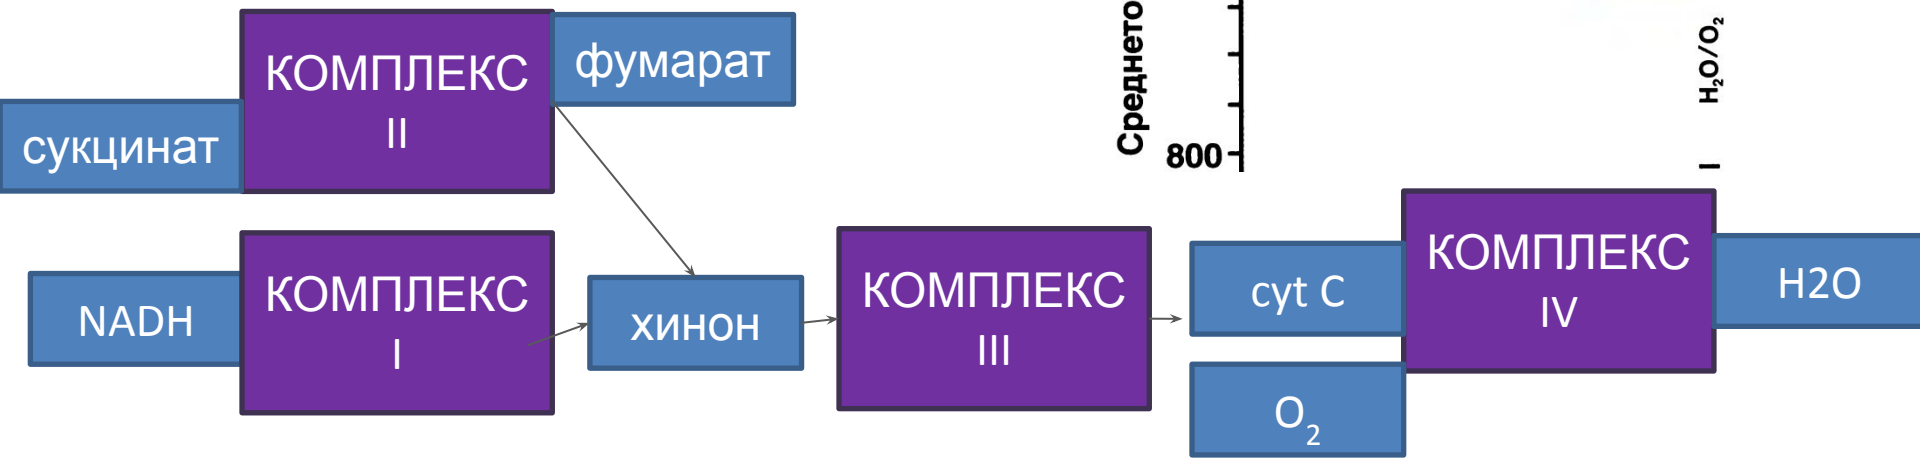 КОМПЛЕКС
II
фумарат
сукцинат
Среднето
800
H₂O/O₂
КОМПЛЕКС
I
NADH
хинон
КОМПЛЕКС
III
cyt C
O₂
КОМПЛЕКС
IV
H2O